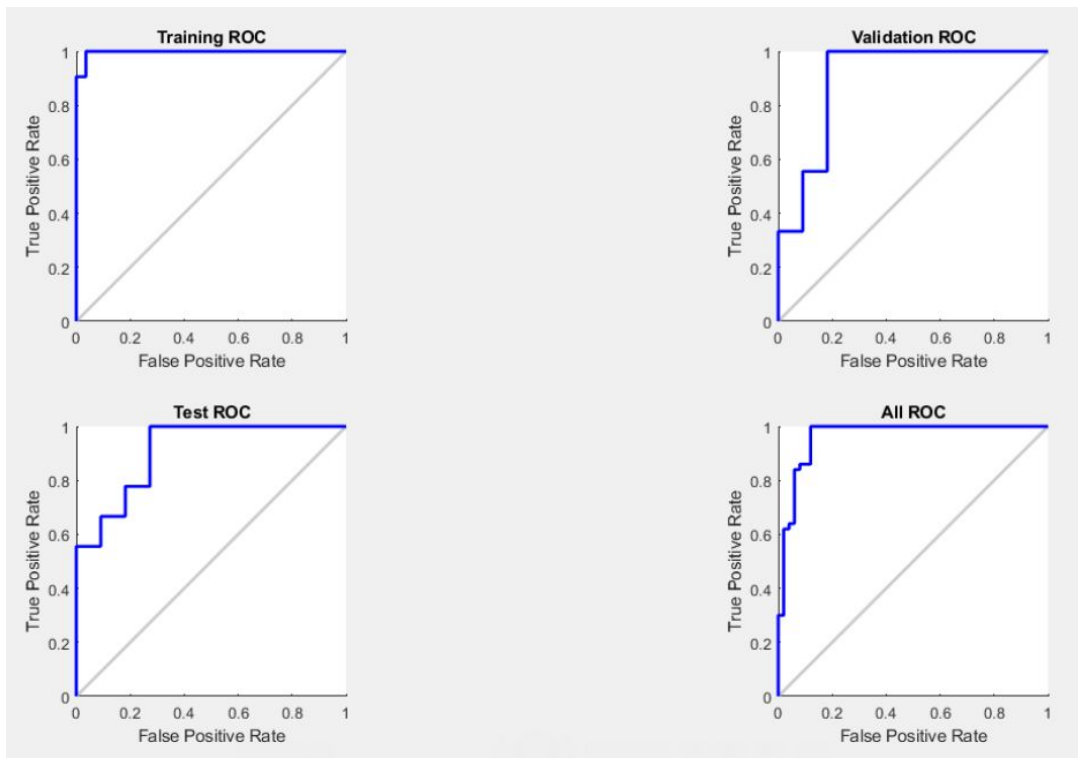 Training ROC
1
0.8
0.6
0.4
0.2
0
True Positive Rate
0 0.2 0.4 0.6 0.8 1
False Positive Rate
Validation ROC
1
0.8
0.6
0.4
0.2
0
True Positive Rate
0 0.2 0.4 0.6 0.8 1
False Positive Rate
Test ROC
1
0.8
0.6
0.4
0.2
0
True Positive Rate
0 0.2 0.4 0.6 0.8 1
False Positive Rate
All ROC
1
0.8
0.6
0.4
0.2
0
True Positive Rate
0 0.2 0.4 0.6 0.8 1
False Positive Rate